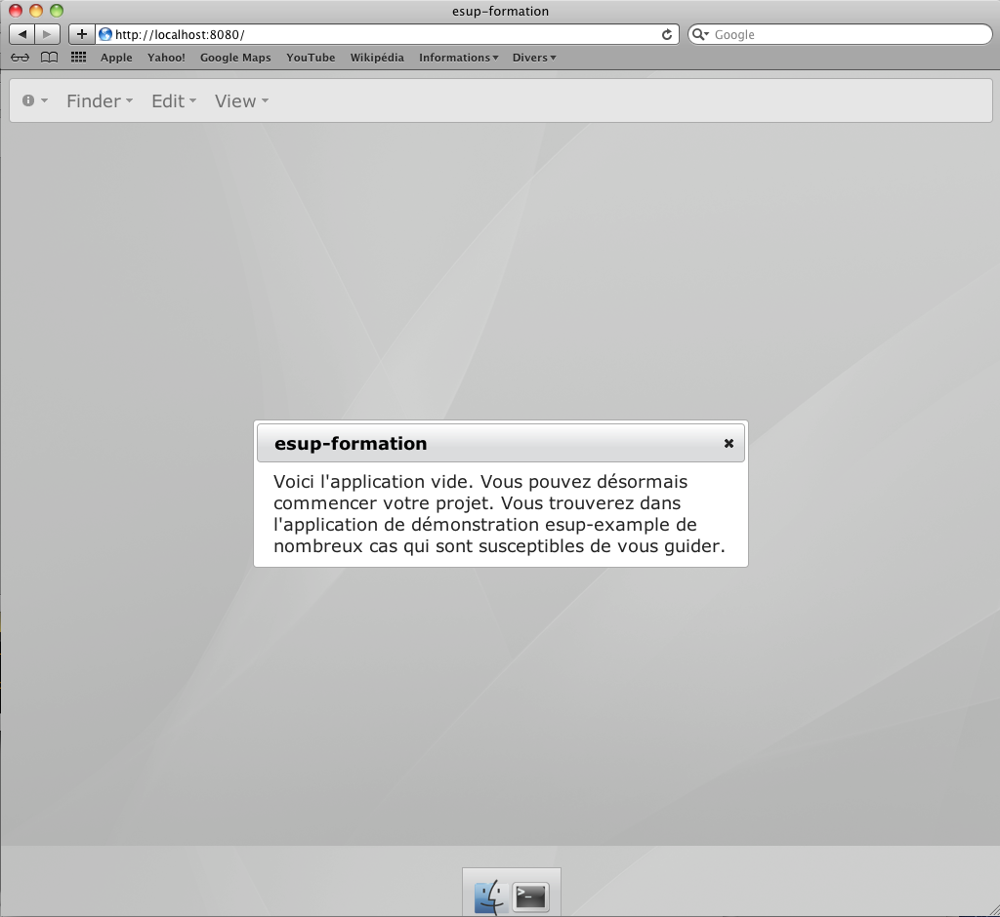 esup-formation
http://localhost:8080/
Google
Apple Yahoo! Google Maps YouTube Wikipédia Informations Divers
Finder Edit View
esup-formation
Voici l'application vide. Vous pouvez désormais
commencer votre projet. Vous trouverez dans
l'application de démonstration esup-example de
nombreux cas qui sont susceptibles de vous guider.